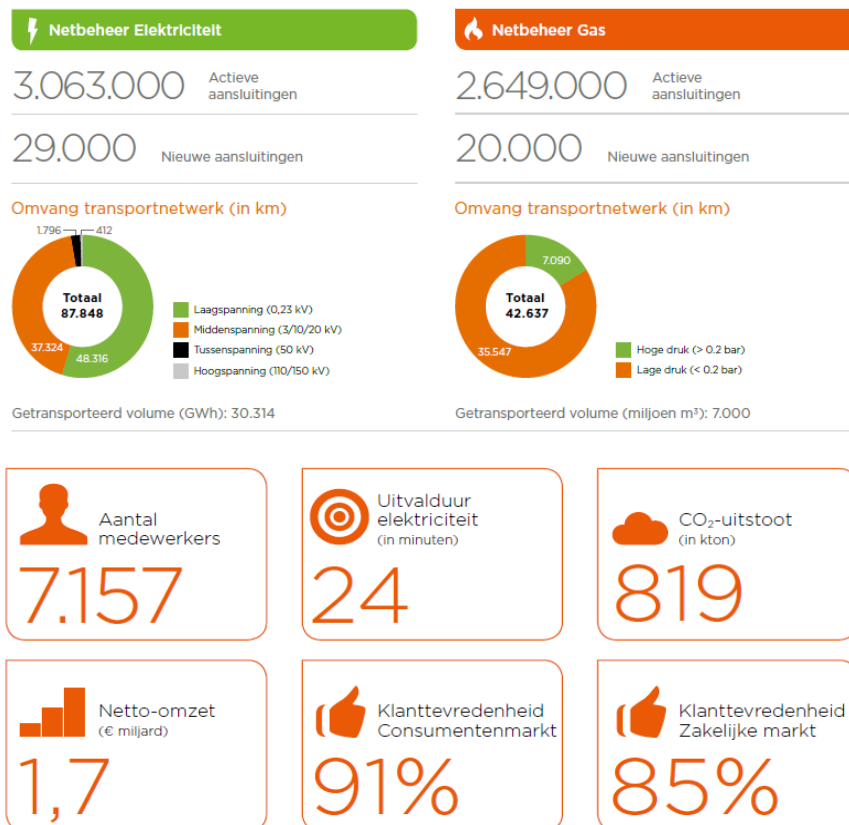 Netbeheer Elektriciteit
3.063.000 Actieve aansluitingen
29.000 Nieuwe aansluitingen
Omvang transportnetwerk (in km)
1.796
412
Totaal
87.848
37.324
48.316
Laagspanning (0,23 kV)
Middenspanning (3/10/20 kV)
Tussenspanning (50 kV)
Hoogspanning (110/150 kV)
Getransporteerd volume (GWh): 30.314
Netbeheer Gas
2.649.000 Actieve aansluitingen
20.000 Nieuwe aansluitingen
Omvang transportnetwerk (in km)
7.090
Totaal
42.637
35.547
Hoge druk (> 0.2 bar)
Lage druk (< 0.2 bar)
Getransporteerd volume (miljoen m³): 7.000
Aantal
medewerkers
7.157
Uitvalduur
elektriciteit
(in minuten)
24
CO₂-uitstoot
(in kton)
819
Netto-omzet
(€ miljard)
1,7
Klanttevredenheid
Consumentenmarkt
91%
Klanttevredenheid
Zakelijke markt
85%